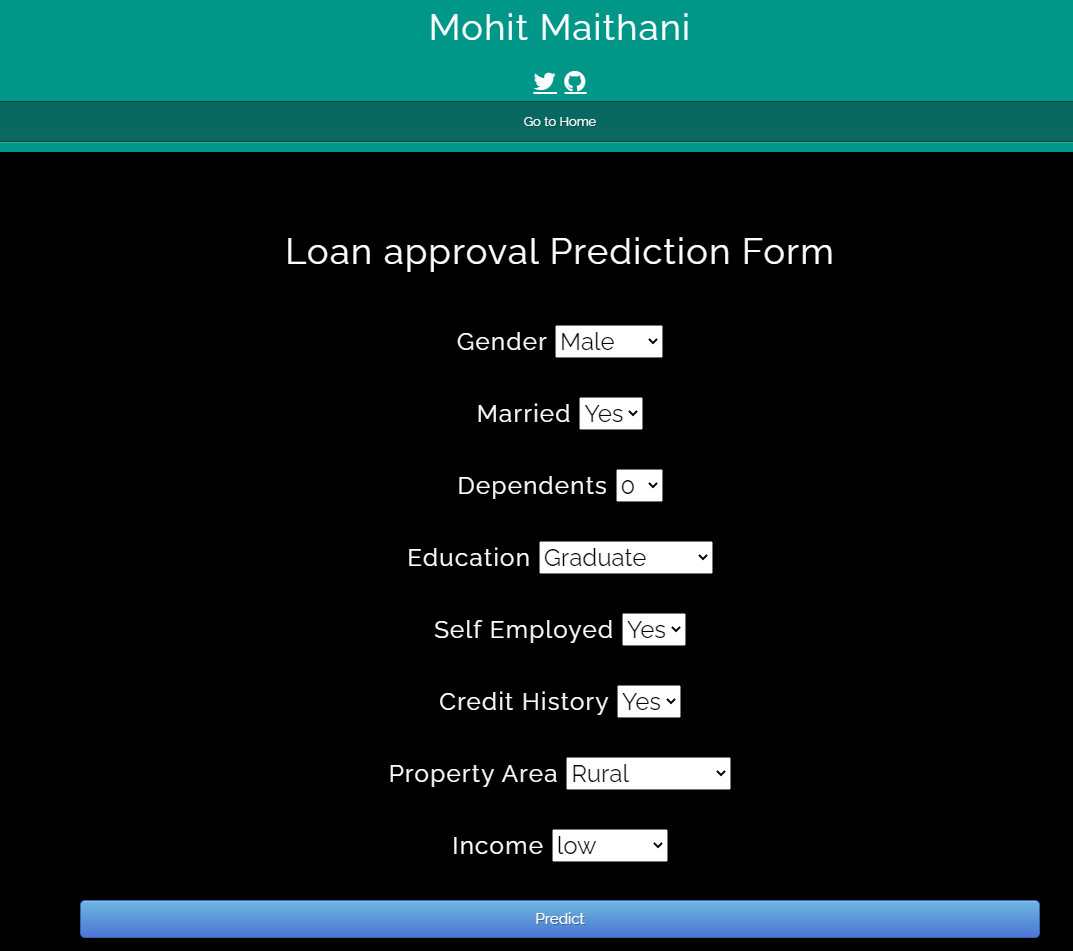 Mohit Maithani
Go to Home
Loan approval Prediction Form
Gender Male
Married Yes
Dependents 0
Education Graduate
Self Employed Yes
Credit History Yes
Property Area Rural
Income low
Predict